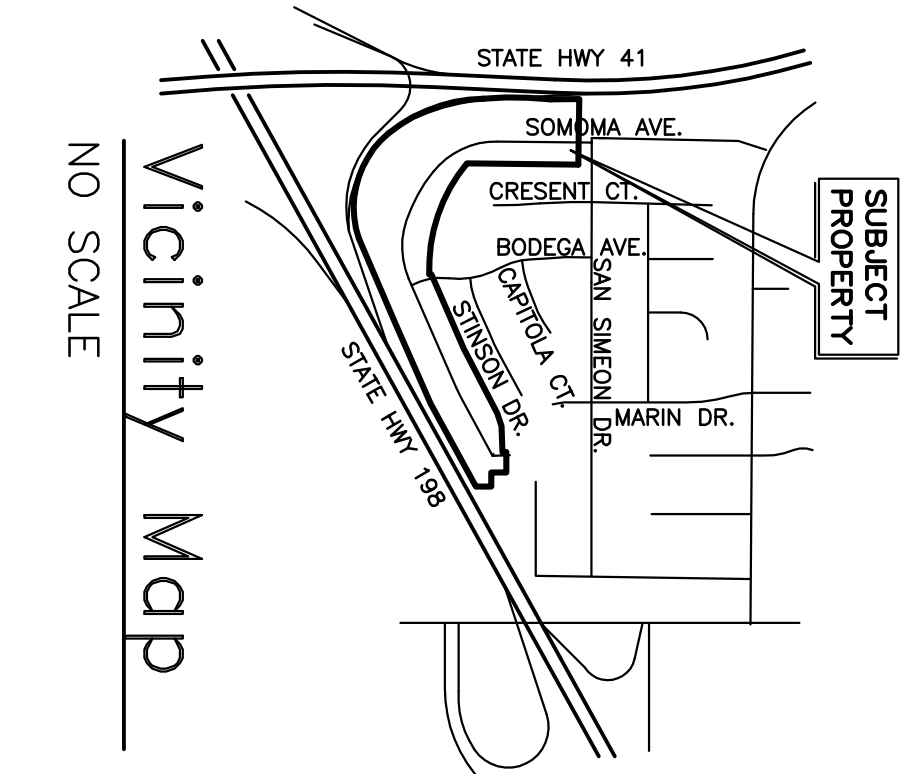 STATE HWY 41
SOMOMA AVE.
CRESENT CT.
BODEGA AVE.
SAN SIMEON DR.
CAPITOLA CT.
STINSON DR.
MARIN DR.
STATE HWY 198
SUBJECT
PROPERTY
Vicinity Map
NO SCALE